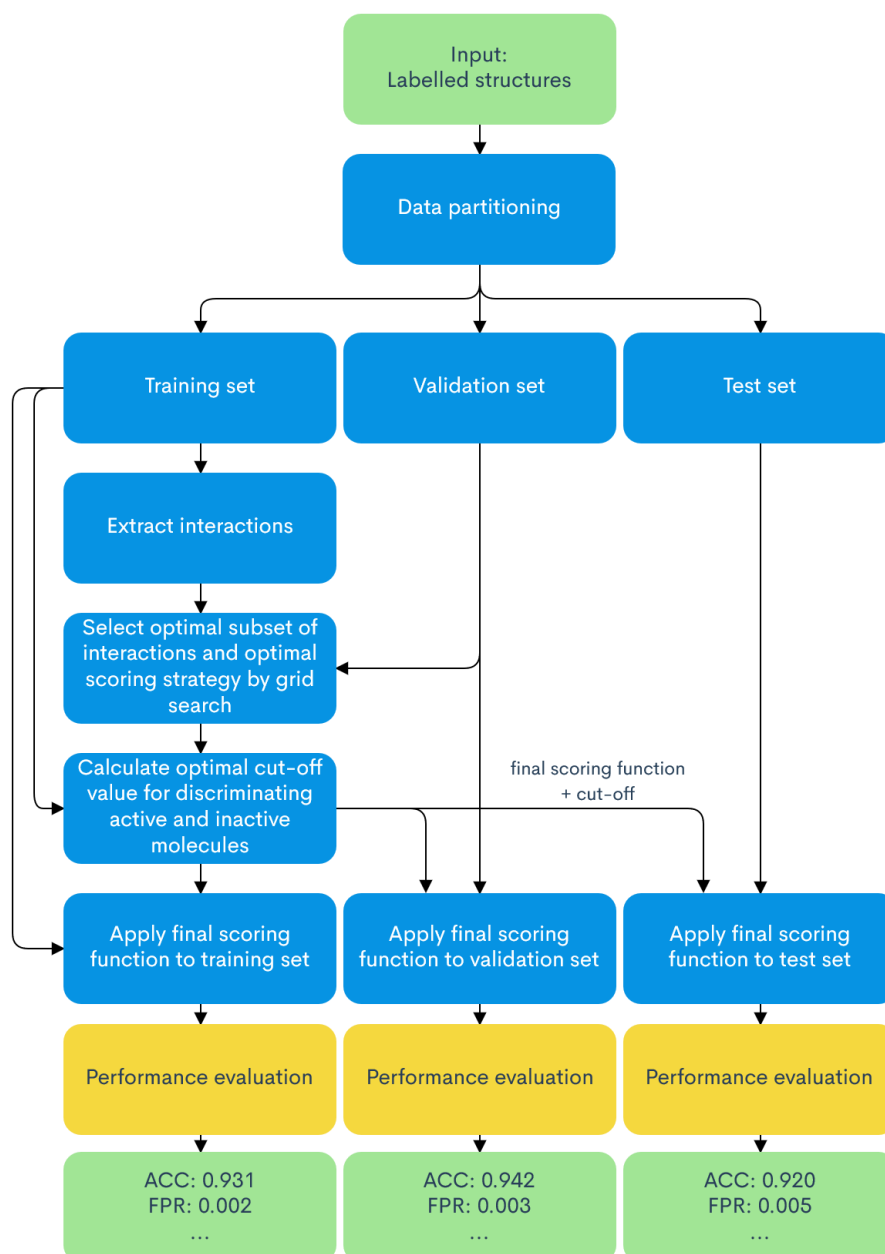 Input:
Labelled structures
Data partitioning
Training set
Validation set
Test set
Extract interactions
Select optimal subset of
interactions and optimal
scoring strategy by grid
search
Calculate optimal cut-off
value for discriminating
active and inactive
molecules
final scoring function
+ cut-off
Apply final scoring
function to training set
Apply final scoring
function to validation set
Apply final scoring
function to test set
Performance evaluation
Performance evaluation
Performance evaluation
ACC: 0.931
FPR: 0.002
...
ACC: 0.942
FPR: 0.003
...
ACC: 0.920
FPR: 0.005
...